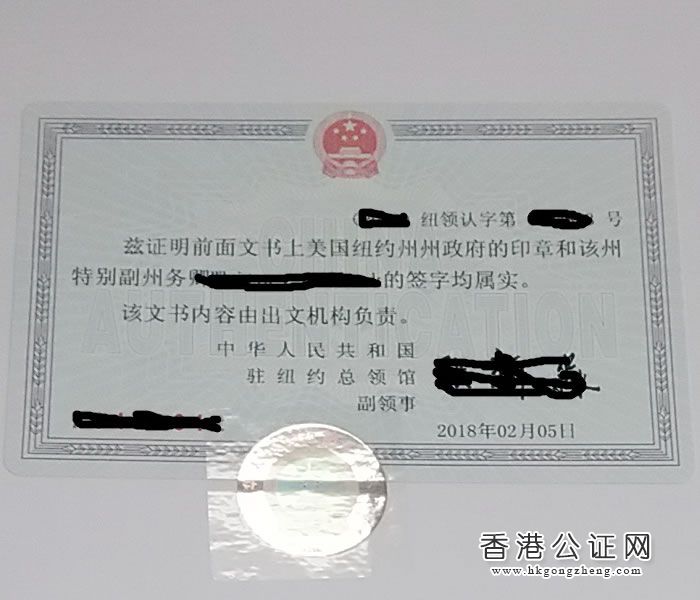 ( 纽领认字第 号
兹证明前面文书上美国纽约州州政府的印章和该州
特别副州务卿 的签字均属实。
该文书内容由出文机构负责。
中华人民共和国
驻纽约总领馆
副领事
2018年02月05日
香港公证网
www.hkgongzheng.com